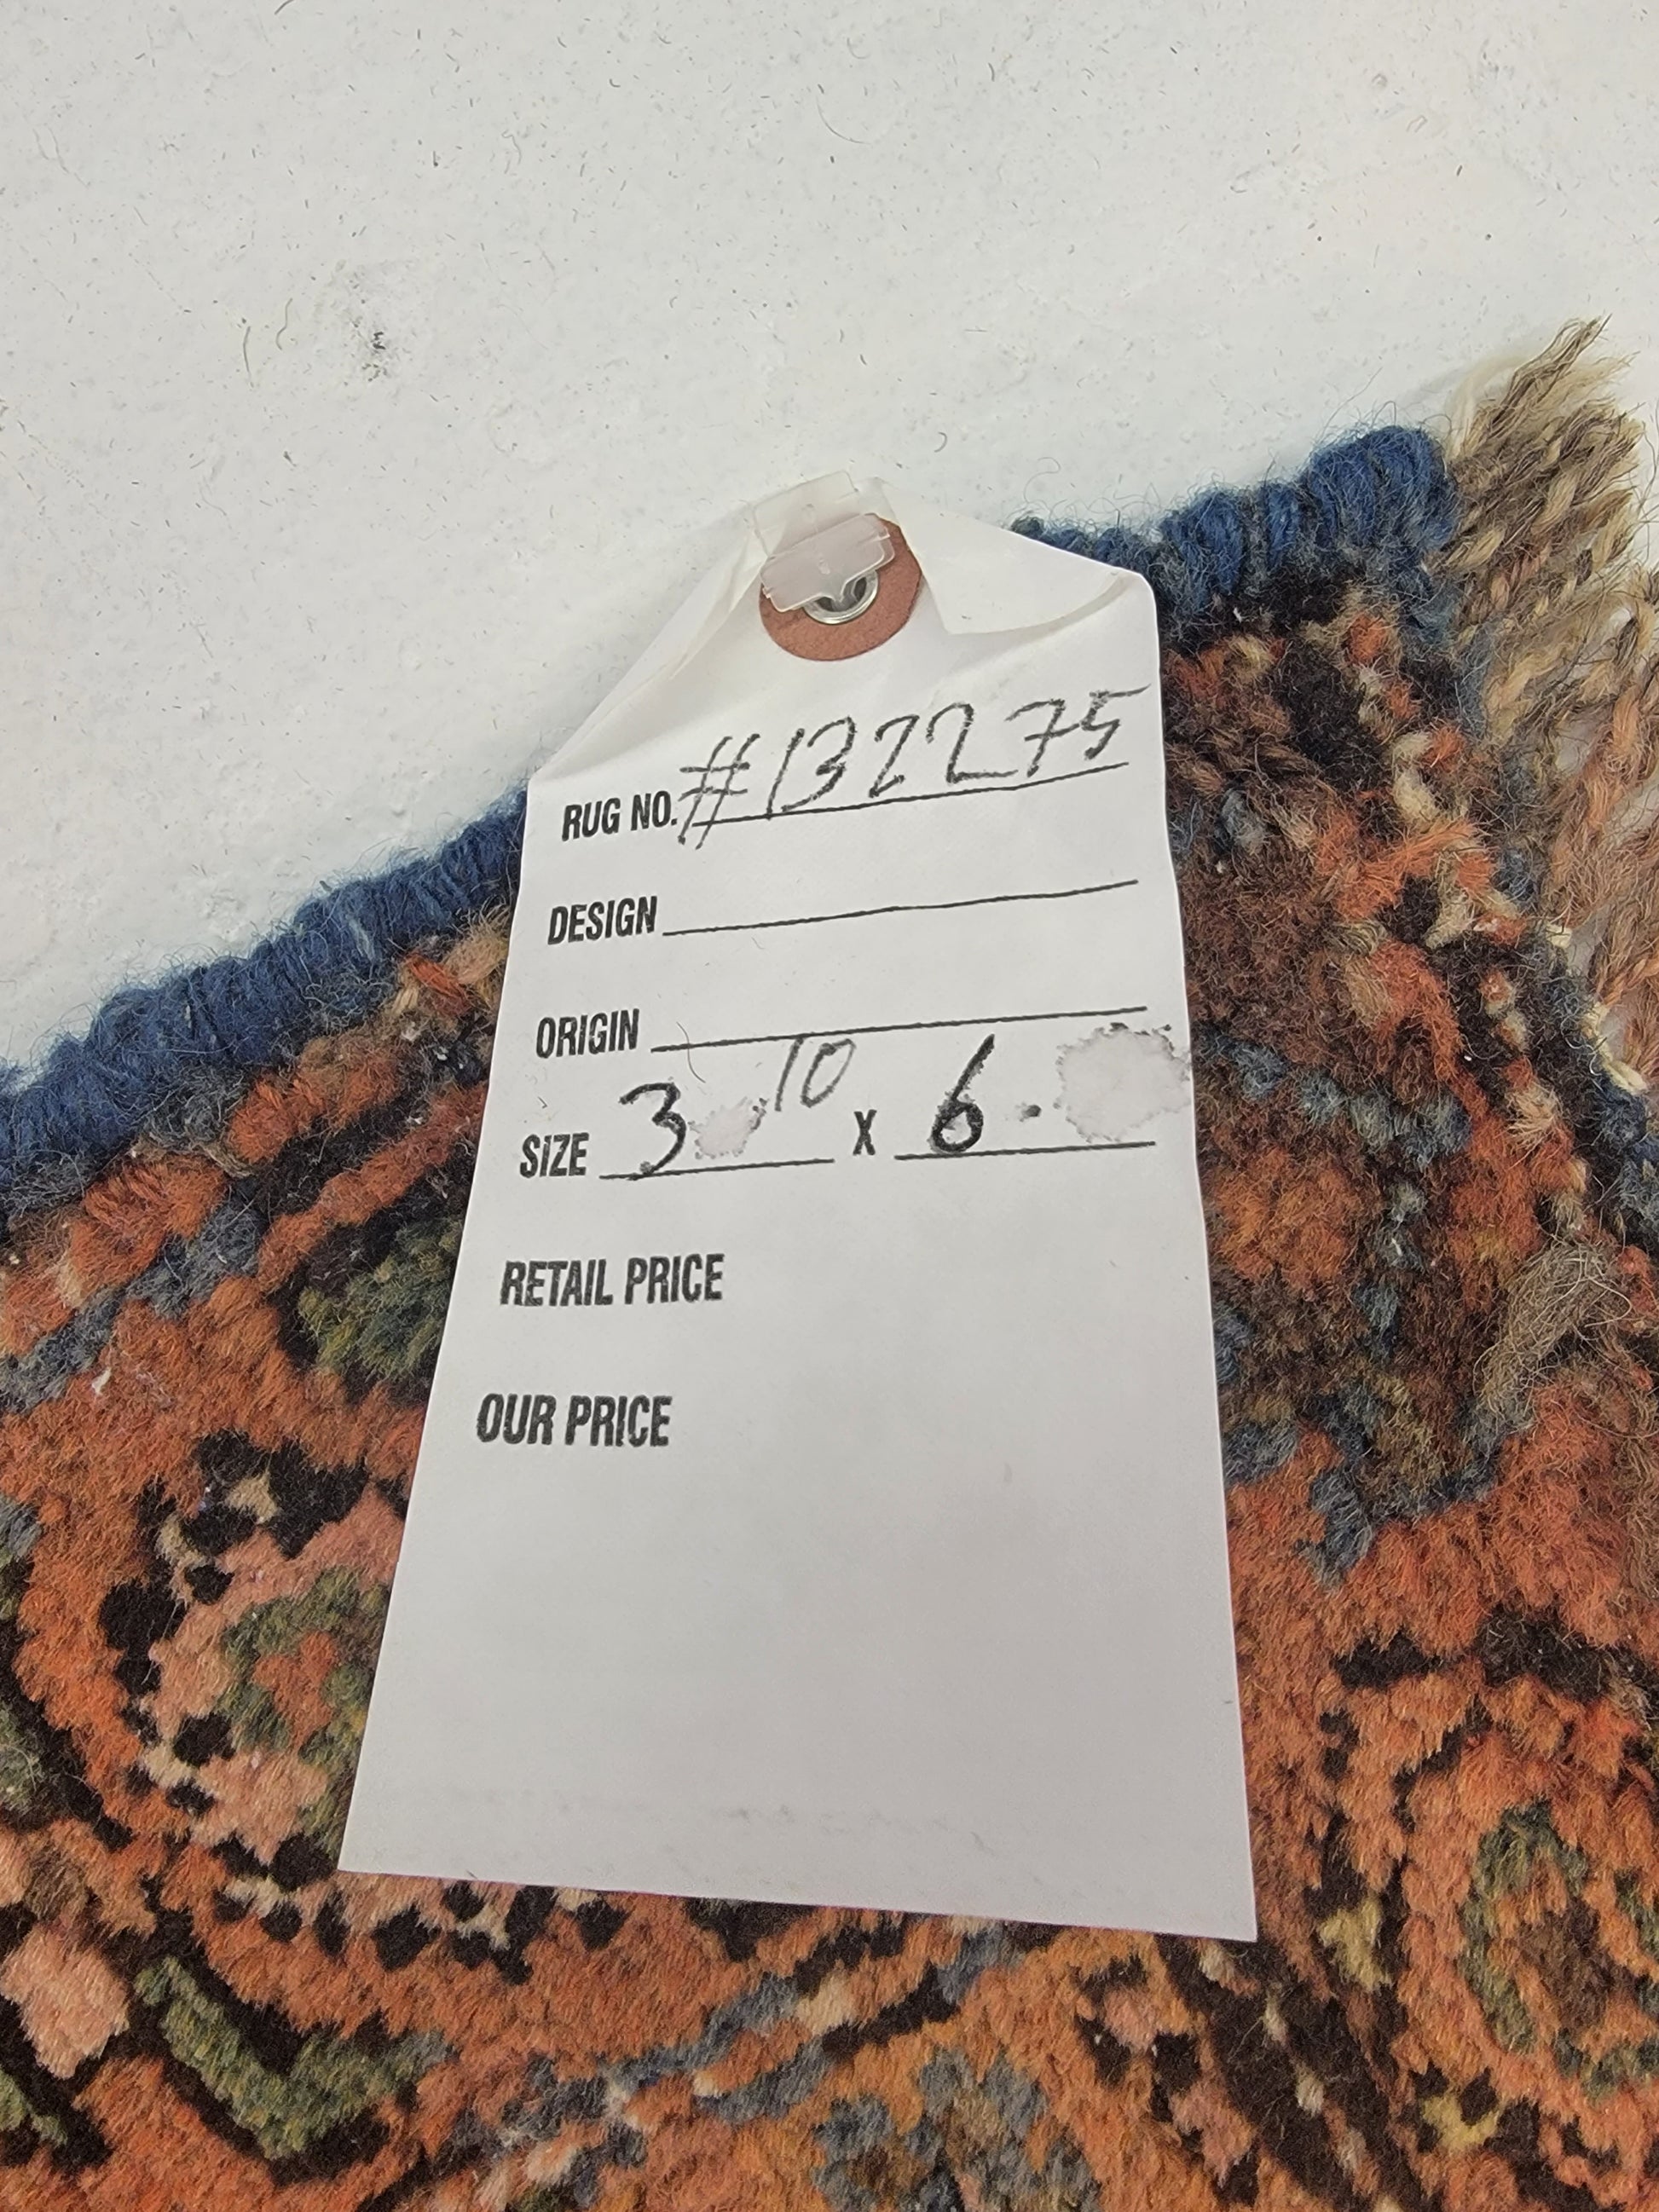 RUG NO. #132275
DESIGN
ORIGIN
SIZE 3 10 X 6.
RETAIL PRICE
OUR PRICE